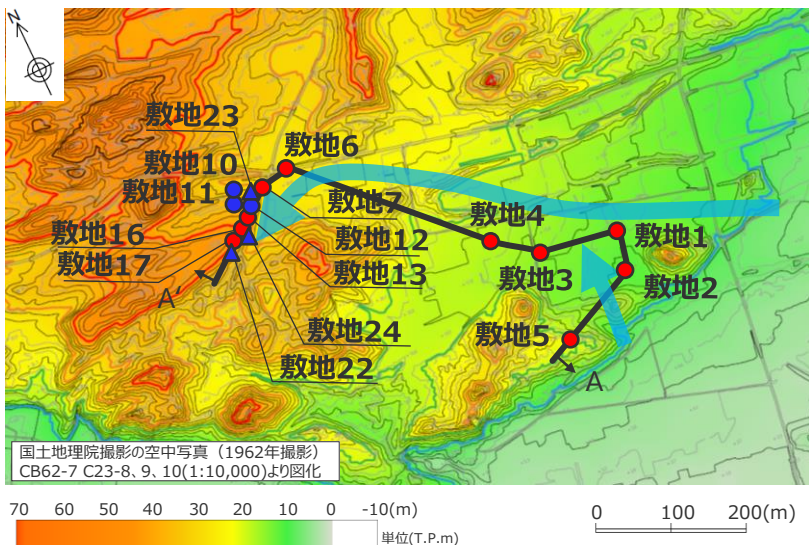 N
敷地23
敷地6
敷地10
敷地11
敷地7
敷地4
敷地1
敷地16
敷地12
敷地17
敷地3
敷地13
敷地2
A'
敷地24
敷地5
敷地22
A
国土地理院撮影の空中写真（1962年撮影）
CB62-7 C23-8、9、10(1:10,000)より図化
70 60 50 40 30 20 10 0 -10(m)
単位(T.P.m)
0 100 200(m)